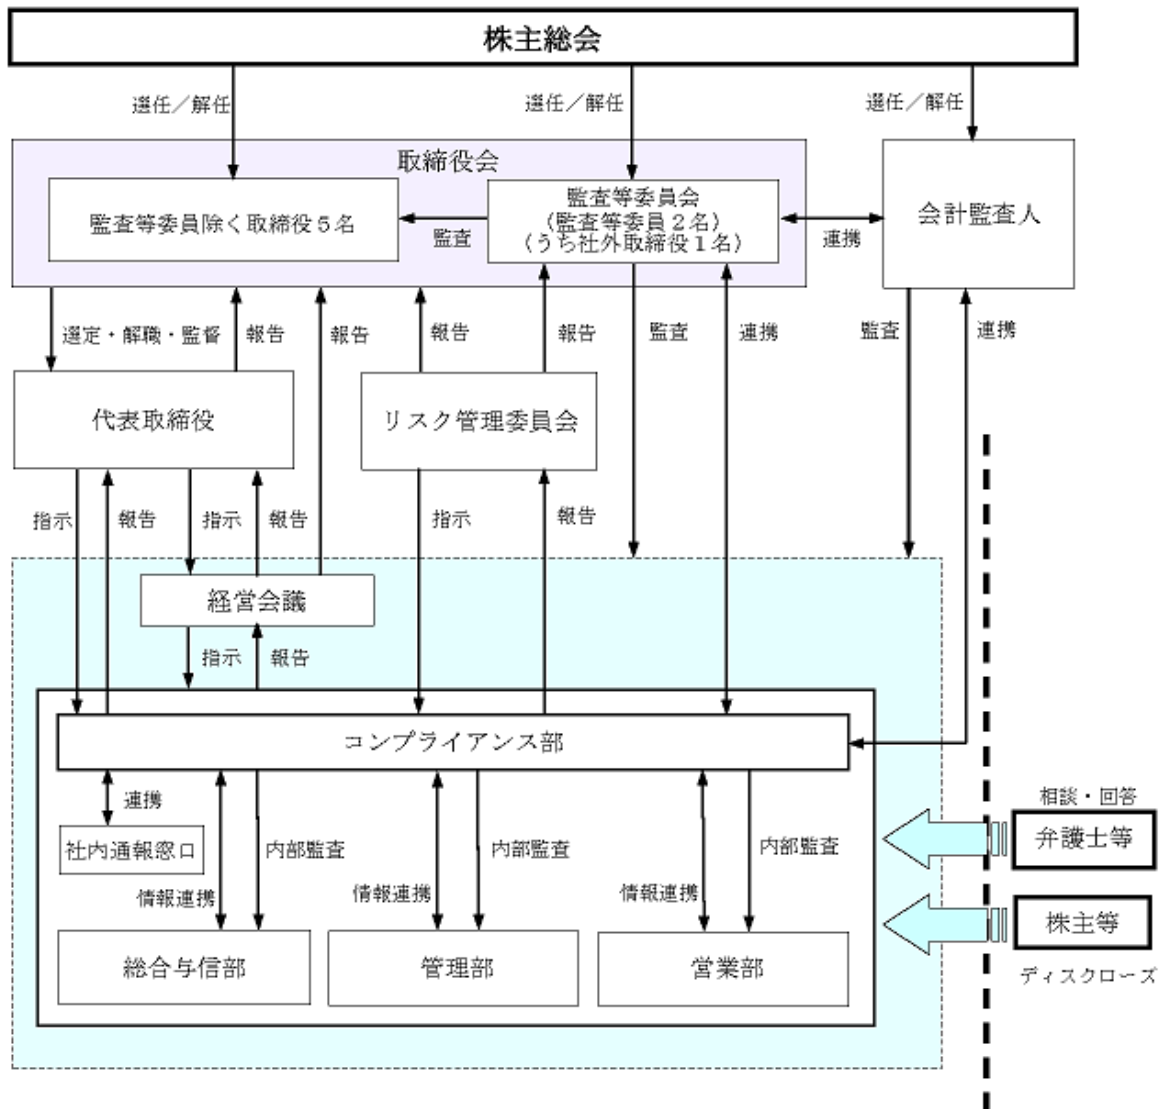 株主総会
選任／解任
選任／解任
選任／解任
取締役会
監査等委員除く取締役５名
監査等委員会
(監査等委員２名)
(うち社外取締役１名)
会計監査人
監査
連携
選定・解職・監督
報告
報告
報告
報告
監査
連携
監査
連携
代表取締役
リスク管理委員会
指示
報告
指示
報告
指示
報告
経営会議
指示
報告
コンプライアンス部
連携
社内通報窓口
情報連携
内部監査
情報連携
内部監査
情報連携
内部監査
総合与信部
管理部
営業部
相談・回答
弁護士等
株主等
ディスクローズ